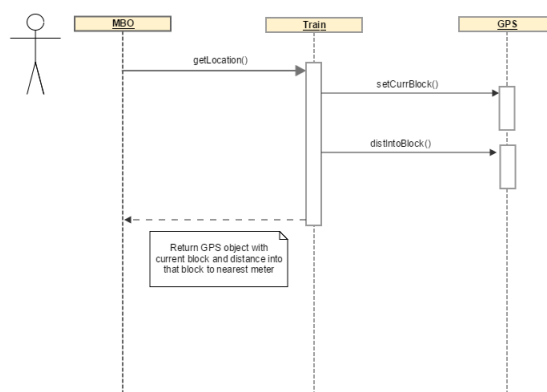 MBO
Train
GPS
getLocation()
setCurrBlock()
distIntoBlock()
Return GPS object with
current block and distance into
that block to nearest meter